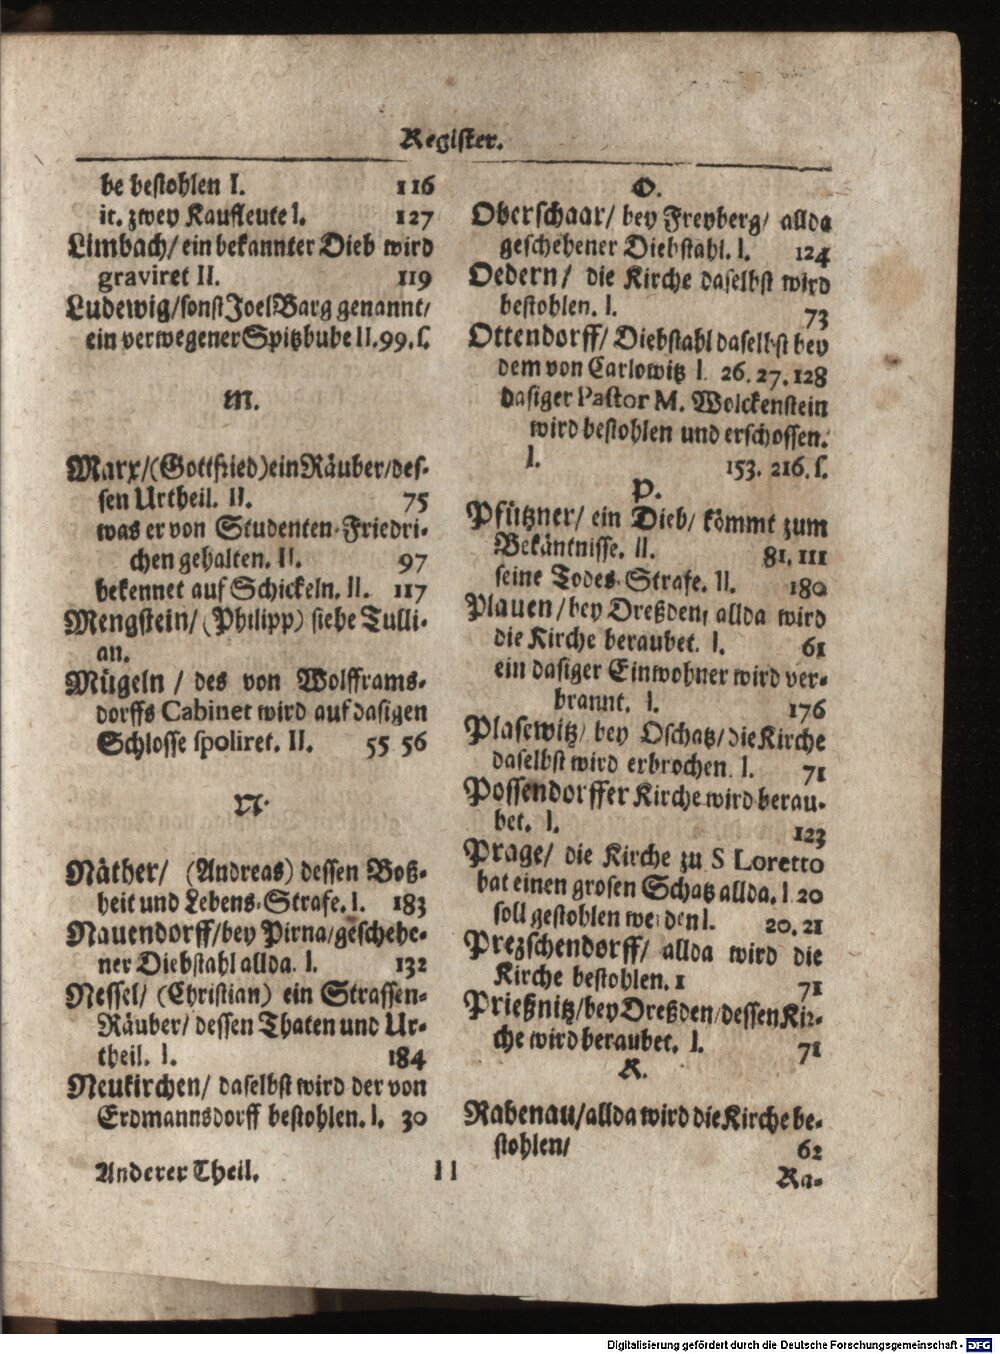 Register.
be bestohlen I. 116
it. zwey Kauffleute I. 127
Limbach/ ein bekannter Dieb wird
graviret II. 119
Ludewig/ sonst Joel Barg genannt/
ein verwegener Spitzbube II. 99. s.
M.
Marx/ (Gottfried) ein Räuber/ des-
sen Urtheil. II. 75
was er von Studenten-Friedri-
chen gehalten. II. 97
bekennet auf Schickeln. II. 117
Mengstein/ (Philipp) siehe Tulli-
an.
Mügeln / des von Wolfframs-
dorffs Cabinet wird auf dasigen
Schlosse spoliret. II. 55 56
N.
Näther/ (Andreas) dessen Boß-
heit und Lebens-Strafe. I. 183
Nauendorff/ bey Pirna/ geschehe-
ner Diebstahl allda. I. 132
Nessel/ (Christian) ein Strassen-
Räuber/ dessen Thaten und Ur-
theil. I. 184
Neukirchen/ daselbst wird der von
Erdmannsdorff bestohlen. I. 30
Anderer Theil.
O.
Oberschaar/ bey Freyberg/ allda
geschehener Diebstahl. I. 124
Oedern/ die Kirche daselbst wird
bestohlen. I. 73
Ottendorff/ Diebstahl daselbst bey
dem von Carlowitz I. 26. 27. 128
dasiger Pastor M. Wolckenstein
wird bestohlen und erschossen.
I. 153. 216. s.
P.
Pfützner/ ein Dieb/ kömmt zum
Bekäntnisse. II. 81. 111
seine Todes-Strafe. II. 180
Plauen/ bey Dreßden/ allda wird
die Kirche beraubet. I. 61
ein dasiger Einwohner wird ver-
brannt. I. 176
Plasewitz/ bey Oschatz/ die Kirche
daselbst wird erbrochen. I. 71
Possendorffer Kirche wird berau-
bet. I. 123
Prage/ die Kirche zu S Loretto
hat einen grosen Schatz allda. I 20
soll gestohlen werden I. 20. 21
Prezschendorff/ allda wird die
Kirche bestohlen. 1 71
Prießnitz/ bey Dreßden/ dessen Kir-
che wird beraubet. I. 71
R.
Rabenau/ allda wird die Kirche be-
stohlen/ 62
ll
Ra-
Digitalisierung gefördert durch die Deutsche Forschungsgemeinschaft - DFG